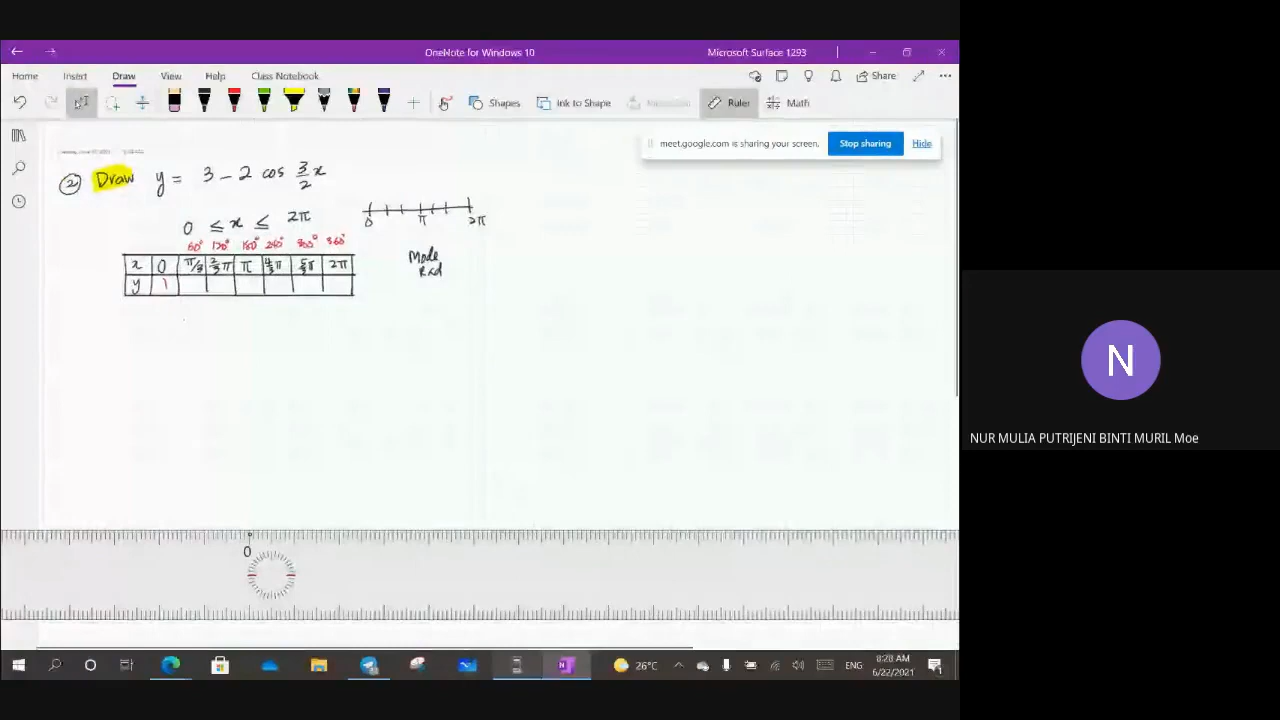 OneNote for Windows 10
Microsoft Surface 1293
Home Insert Draw View Help Class Notebook
Share
Shapes Ink to Shape Ruler Math
meet.google.com is sharing your screen. Stop sharing Hide
② Draw y = 3 - 2 cos 3/2 x
0 ≤ x ≤ 2π
0 π 2π
60° 120° 180° 240° 300° 360°
x 0 π/3 2/3 π π 4/3 π 5/3 π 2π
y 1
Mode
Rad
0
N
NUR MULIA PUTRIJENI BINTI MURIL Moe
26°C
ENG
8:28 AM
6/22/2021